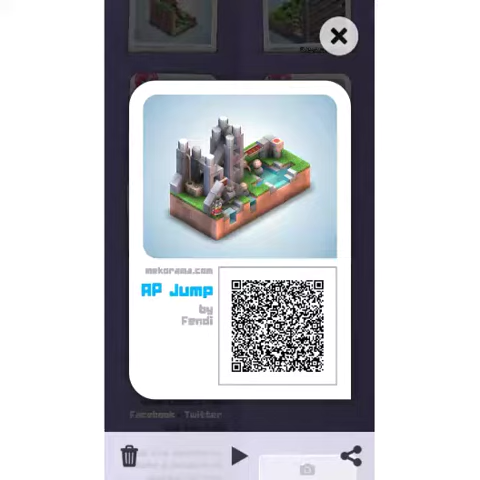 mekorama.com
AP Jump
by
Fendi
Facebook · Twitter